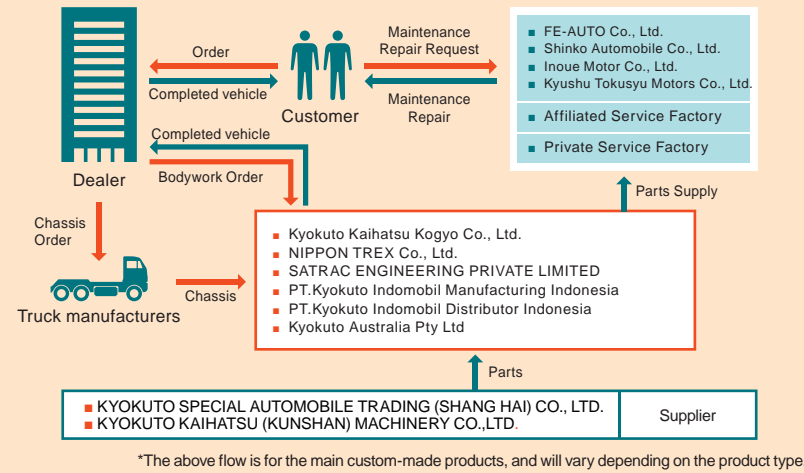 Order
Completed vehicle
Customer
Maintenance
Repair Request
Maintenance
Repair
■ FE-AUTO Co., Ltd.
■ Shinko Automobile Co., Ltd.
■ Inoue Motor Co., Ltd.
■ Kyushu Tokusyu Motors Co., Ltd.
■ Affiliated Service Factory
■ Private Service Factory
Dealer
Completed vehicle
Bodywork Order
Parts Supply
Chassis
Order
Truck manufacturers
Chassis
■ Kyokuto Kaihatsu Kogyo Co., Ltd.
■ NIPPON TREX Co., Ltd.
■ SATRAC ENGINEERING PRIVATE LIMITED
■ PT.Kyokuto Indomobil Manufacturing Indonesia
■ PT.Kyokuto Indomobil Distributor Indonesia
■ Kyokuto Australia Pty Ltd
Parts
■ KYOKUTO SPECIAL AUTOMOBILE TRADING (SHANG HAI) CO., LTD.
■ KYOKUTO KAIHATSU (KUNSHAN) MACHINERY CO.,LTD.
Supplier
*The above flow is for the main custom-made products, and will vary depending on the product type